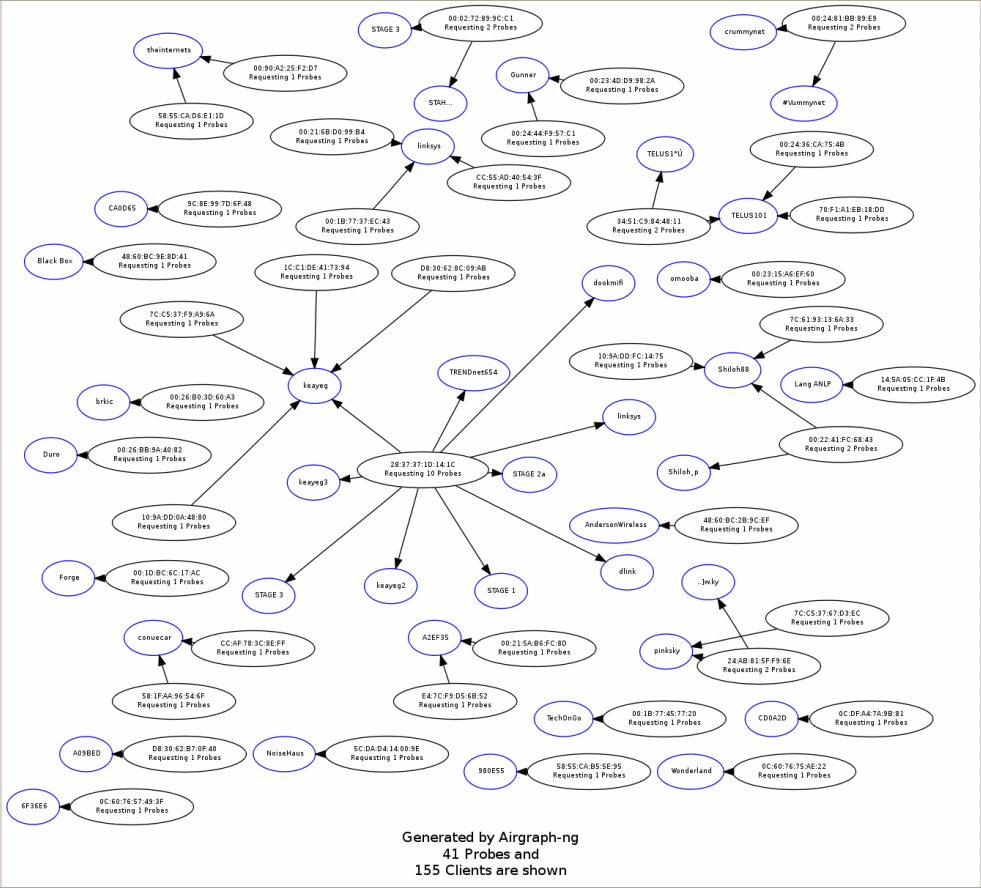 STAGE 3
00:02:72:89:9C:C1
Requesting 2 Probes
crummynet
00:24:81:BB:89:E9
Requesting 2 Probes
theinternets
00:90:A2:25:F2:D7
Requesting 1 Probes
Gunner
00:23:4D:D9:98:2A
Requesting 1 Probes
STAH...
#Vummynet
58:55:CA:D6:E1:1D
Requesting 1 Probes
00:21:6B:D0:99:B4
Requesting 1 Probes
linksys
00:24:44:F9:57:C1
Requesting 1 Probes
TELUS1*Ú
00:24:36:CA:75:4B
Requesting 1 Probes
CC:55:AD:40:54:3F
Requesting 1 Probes
CA0D65
9C:8E:99:7D:6F:48
Requesting 1 Probes
00:1B:77:37:EC:43
Requesting 1 Probes
34:51:C9:84:48:11
Requesting 2 Probes
TELUS101
70:F1:A1:EB:18:DD
Requesting 1 Probes
Black Box
48:60:BC:9E:8D:41
Requesting 1 Probes
1C:C1:DE:41:73:94
Requesting 1 Probes
D8:30:62:8C:09:AB
Requesting 1 Probes
dookmifi
omooba
00:23:15:A6:EF:60
Requesting 1 Probes
7C:C5:37:F9:A9:6A
Requesting 1 Probes
7C:61:93:13:6A:33
Requesting 1 Probes
keayeg
TRENDnet654
10:9A:DD:FC:14:75
Requesting 1 Probes
Shiloh88
Lang ANLP
14:5A:05:CC:1F:4B
Requesting 1 Probes
brkic
00:26:B0:3D:60:A3
Requesting 1 Probes
linksys
Duro
00:26:BB:9A:40:82
Requesting 1 Probes
00:22:41:FC:68:43
Requesting 2 Probes
keayeg3
28:37:37:1D:14:1C
Requesting 10 Probes
STAGE 2a
Shiloh,p
10:9A:DD:0A:48:80
Requesting 1 Probes
AndersonWireless
48:60:BC:2B:9C:EF
Requesting 1 Probes
Forge
00:1D:BC:6C:17:AC
Requesting 1 Probes
STAGE 3
keayeg2
STAGE 1
dlink
..]w.ky
7C:C5:37:67:D3:EC
Requesting 1 Probes
conuecar
CC:AF:78:3C:8E:FF
Requesting 1 Probes
A2EF35
00:21:5A:B6:FC:8D
Requesting 1 Probes
pinksky
24:AB:81:5F:F9:6E
Requesting 2 Probes
58:1F:AA:96:54:6F
Requesting 1 Probes
E4:7C:F9:D5:6B:52
Requesting 1 Probes
TechOnGo
00:1B:77:45:77:20
Requesting 1 Probes
CD0A2D
0C:DF:A4:7A:9B:81
Requesting 1 Probes
A09BED
D8:30:62:B7:0F:40
Requesting 1 Probes
NoiseHaus
5C:DA:D4:14:00:9E
Requesting 1 Probes
980E55
58:55:CA:B5:5E:95
Requesting 1 Probes
Wonderland
0C:60:76:75:AE:22
Requesting 1 Probes
6F36E6
0C:60:76:57:49:3F
Requesting 1 Probes
Generated by Airgraph-ng
41 Probes and
155 Clients are shown